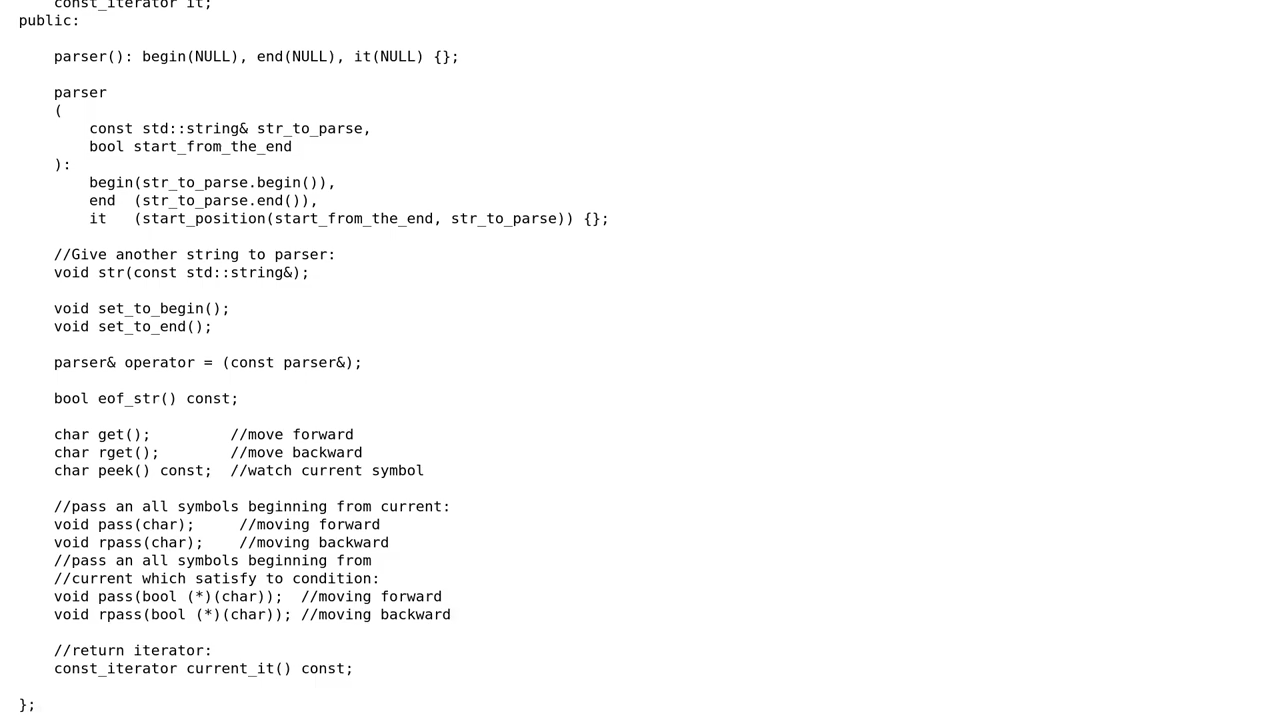 const_iterator it;
public:

    parser(): begin(NULL), end(NULL), it(NULL) {};

    parser
    (
        const std::string& str_to_parse,
        bool start_from_the_end
    ):
        begin(str_to_parse.begin()),
        end  (str_to_parse.end()),
        it   (start_position(start_from_the_end, str_to_parse)) {};

    //Give another string to parser:
    void str(const std::string&);

    void set_to_begin();
    void set_to_end();

    parser& operator = (const parser&);

    bool eof_str() const;

    char get();         //move forward
    char rget();        //move backward
    char peek() const;  //watch current symbol

    //pass an all symbols beginning from current:
    void pass(char);     //moving forward
    void rpass(char);    //moving backward
    //pass an all symbols beginning from
    //current which satisfy to condition:
    void pass(bool (*)(char));  //moving forward
    void rpass(bool (*)(char)); //moving backward

    //return iterator:
    const_iterator current_it() const;

};